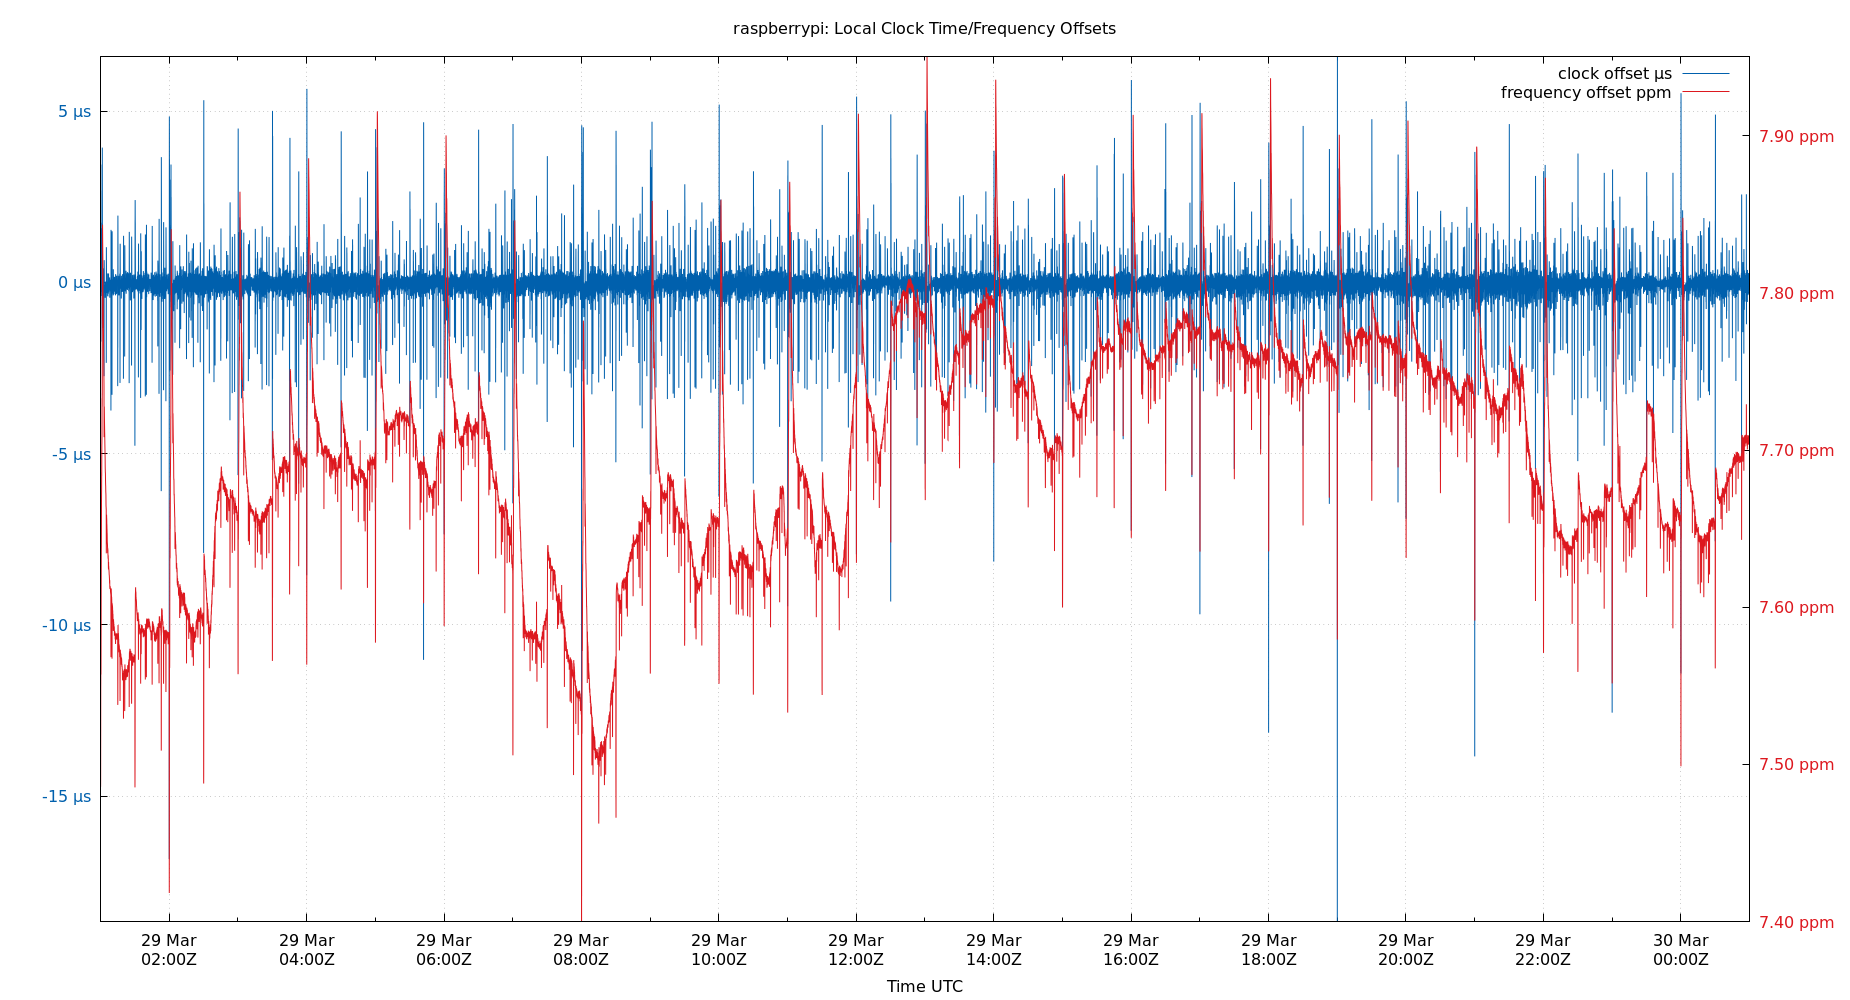 raspberrypi: Local Clock Time/Frequency Offsets
clock offset µs
frequency offset ppm
5 µs
0 µs
-5 µs
-10 µs
-15 µs
7.90 ppm
7.80 ppm
7.70 ppm
7.60 ppm
7.50 ppm
7.40 ppm
29 Mar
02:00Z
29 Mar
04:00Z
29 Mar
06:00Z
29 Mar
08:00Z
29 Mar
10:00Z
29 Mar
12:00Z
29 Mar
14:00Z
29 Mar
16:00Z
29 Mar
18:00Z
29 Mar
20:00Z
29 Mar
22:00Z
30 Mar
00:00Z
Time UTC